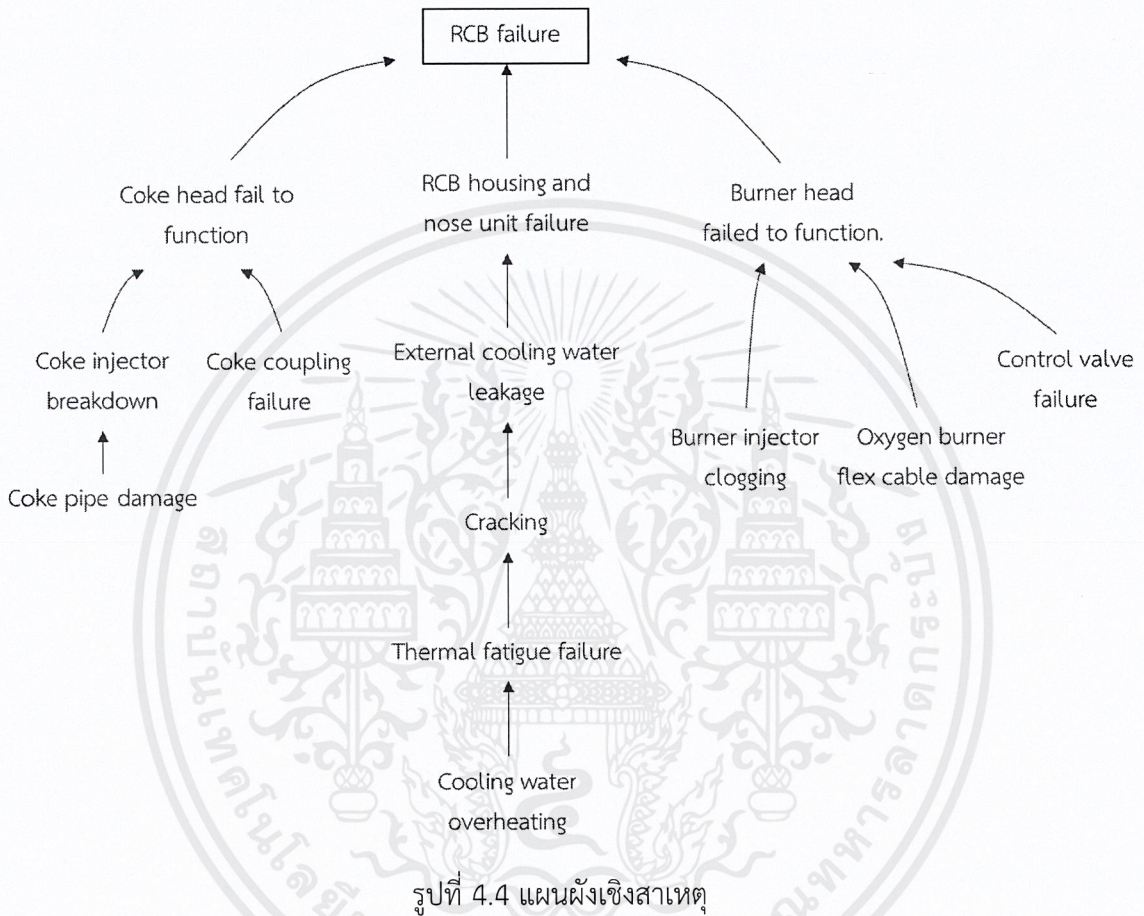 RCB failure
Coke head fail to
function
RCB housing and
nose unit failure
Burner head
failed to function.
Coke injector
breakdown
Coke coupling
failure
External cooling water
leakage
Control valve
failure
Burner injector
clogging
Oxygen burner
flex cable damage
Coke pipe damage
Cracking
Thermal fatigue failure
Cooling water
overheating
รูปที่ 4.4 แผนผังเชิงสาเหตุ